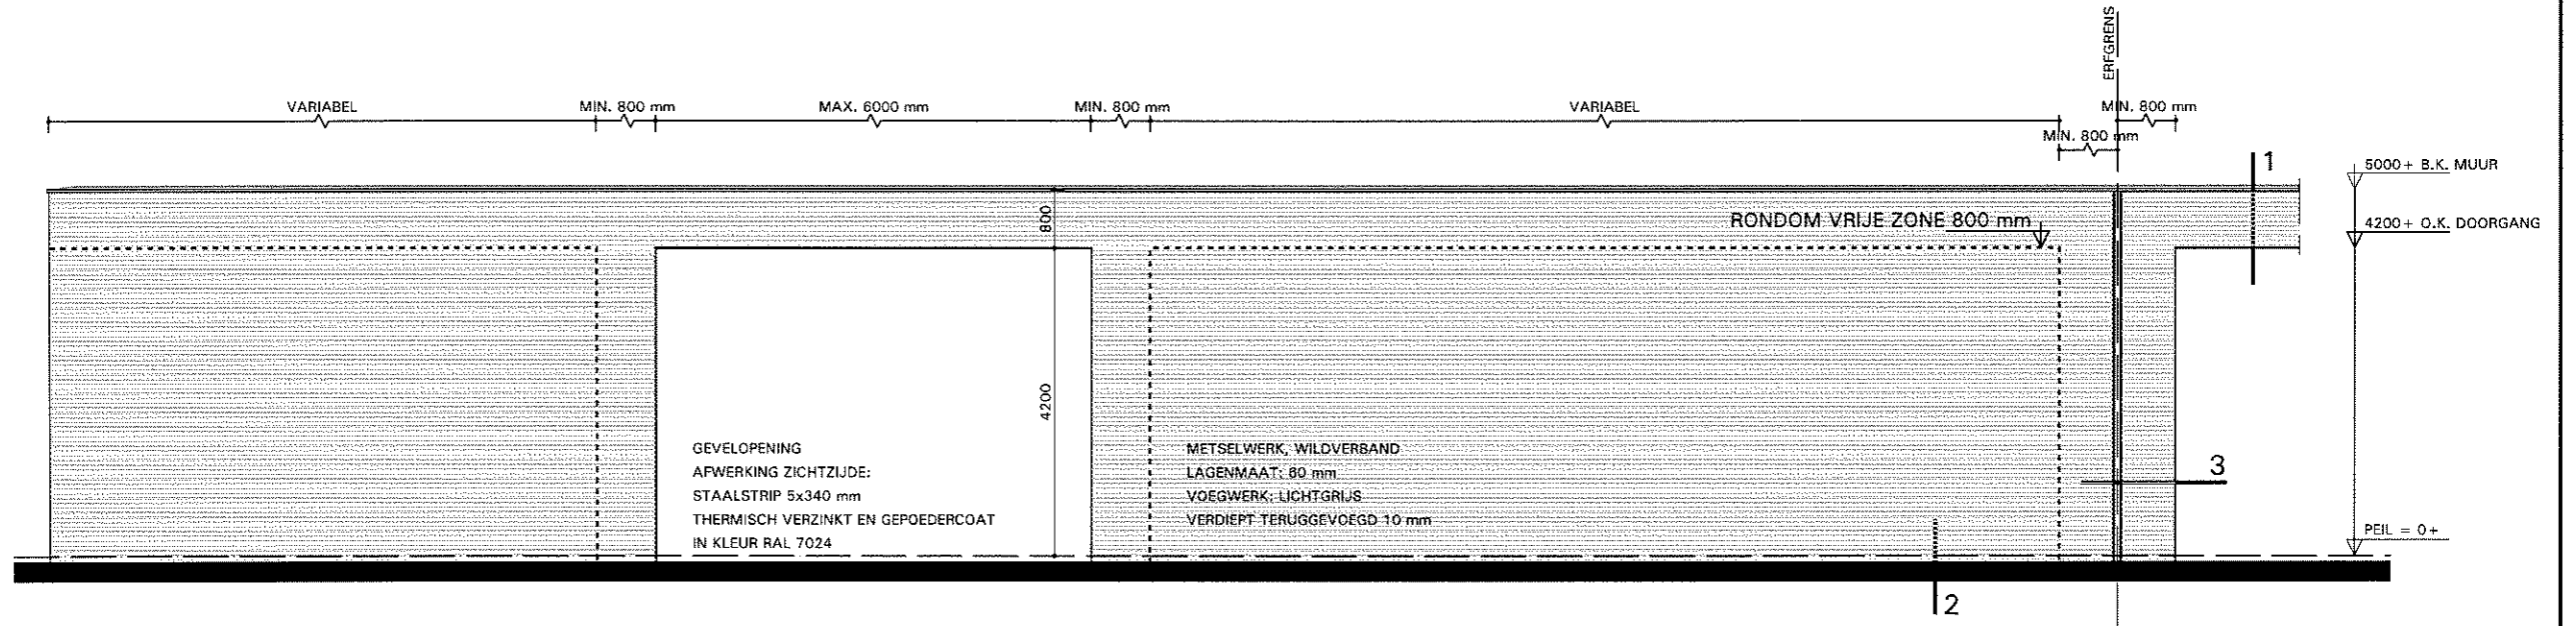 ERFGRENS
VARIABEL
MIN. 800 mm
MAX. 6000 mm
MIN. 800 mm
VARIABEL
MIN. 800 mm
MIN. 800 mm
1
5000+ B.K. MUUR
800
RONDOM VRIJE ZONE 800 mm
4200+ O.K. DOORGANG
4200
GEVELOPENING
AFWERKING ZICHTZIJDE:
STAALSTRIP 5x340 mm
THERMISCH VERZINKT EN GEPOEDERCOAT
IN KLEUR RAL 7024
METSELWERK, WILDVERBAND
LAGENMAAT: 60 mm
VOEGWERK: LICHTGRIJS
VERDIEPT TERUGGEVOEGD 10 mm
3
PEIL = 0+
2